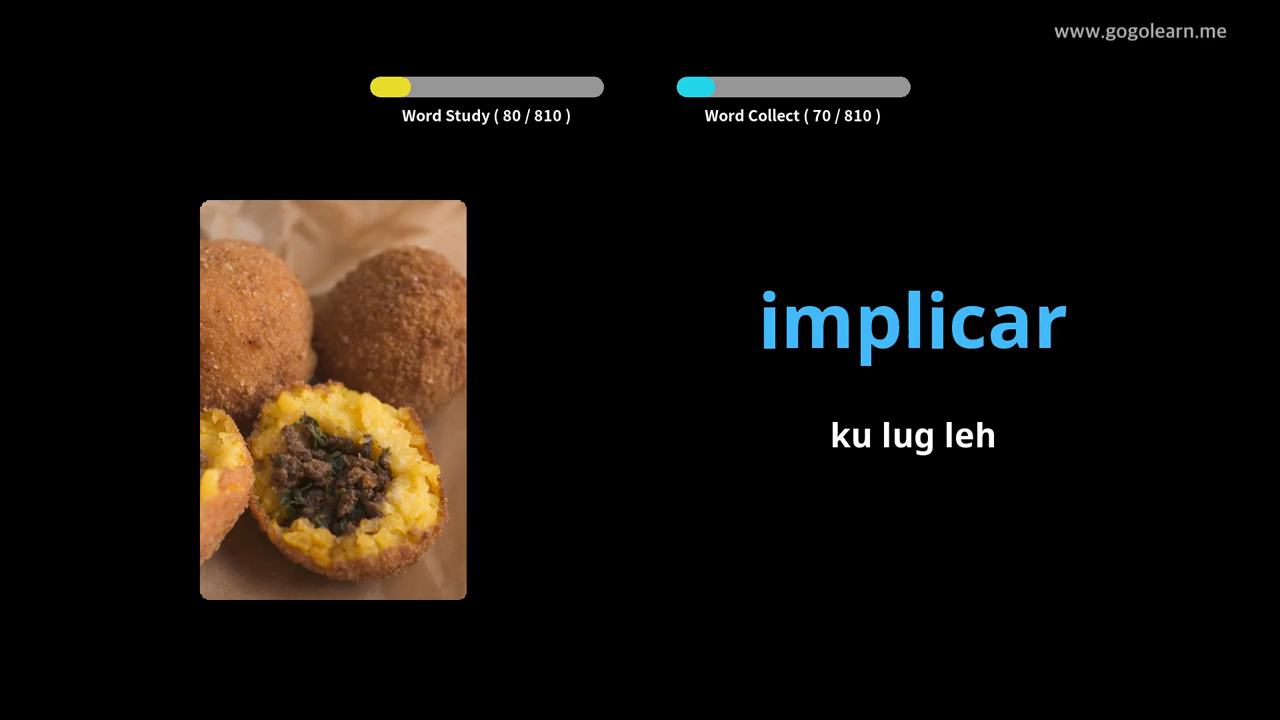 www.gogolearn.me
Word Study ( 80 / 810 )
Word Collect ( 70 / 810 )
implicar
ku lug leh